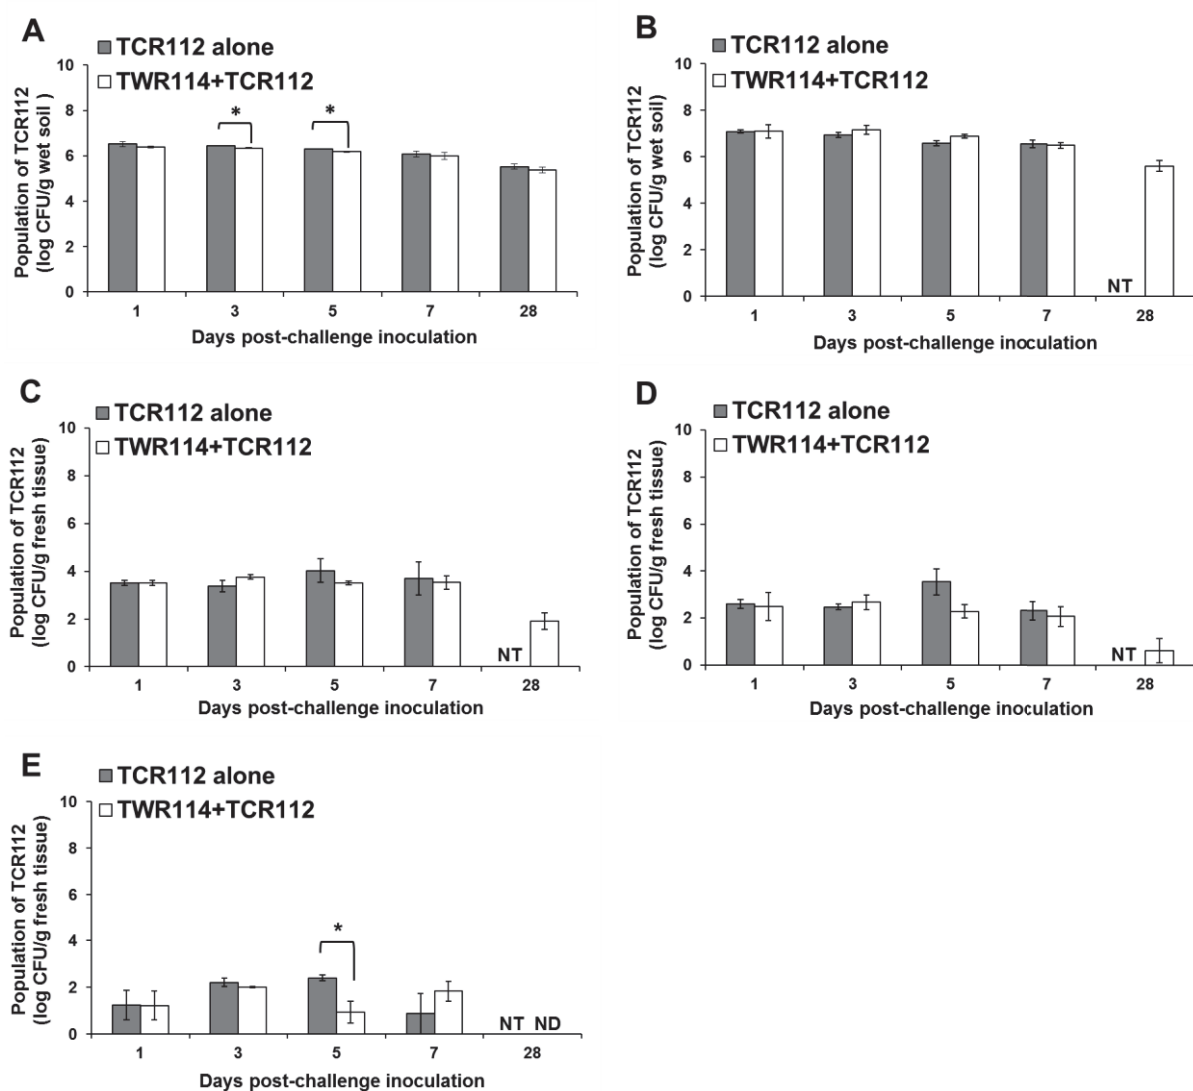 A
TCR112 alone
TWR114+TCR112
Population of TCR112
(log CFU/g wet soil )
10
8
6
4
2
0
*
*
1 3 5 7 28
Days post-challenge inoculation
B
TCR112 alone
TWR114+TCR112
Population of TCR112
(log CFU/g wet soil)
10
8
6
4
2
0
NT
1 3 5 7 28
Days post-challenge inoculation
C
TCR112 alone
TWR114+TCR112
Population of TCR112
(log CFU/g fresh tissue)
10
8
6
4
2
0
NT
1 3 5 7 28
Days post-challenge inoculation
D
TCR112 alone
TWR114+TCR112
Population of TCR112
(log CFU/g fresh tissue)
10
8
6
4
2
0
NT
1 3 5 7 28
Days post-challenge inoculation
E
TCR112 alone
TWR114+TCR112
Population of TCR112
(log CFU/g fresh tissue)
10
8
6
4
2
0
*
NT ND
1 3 5 7 28
Days post-challenge inoculation